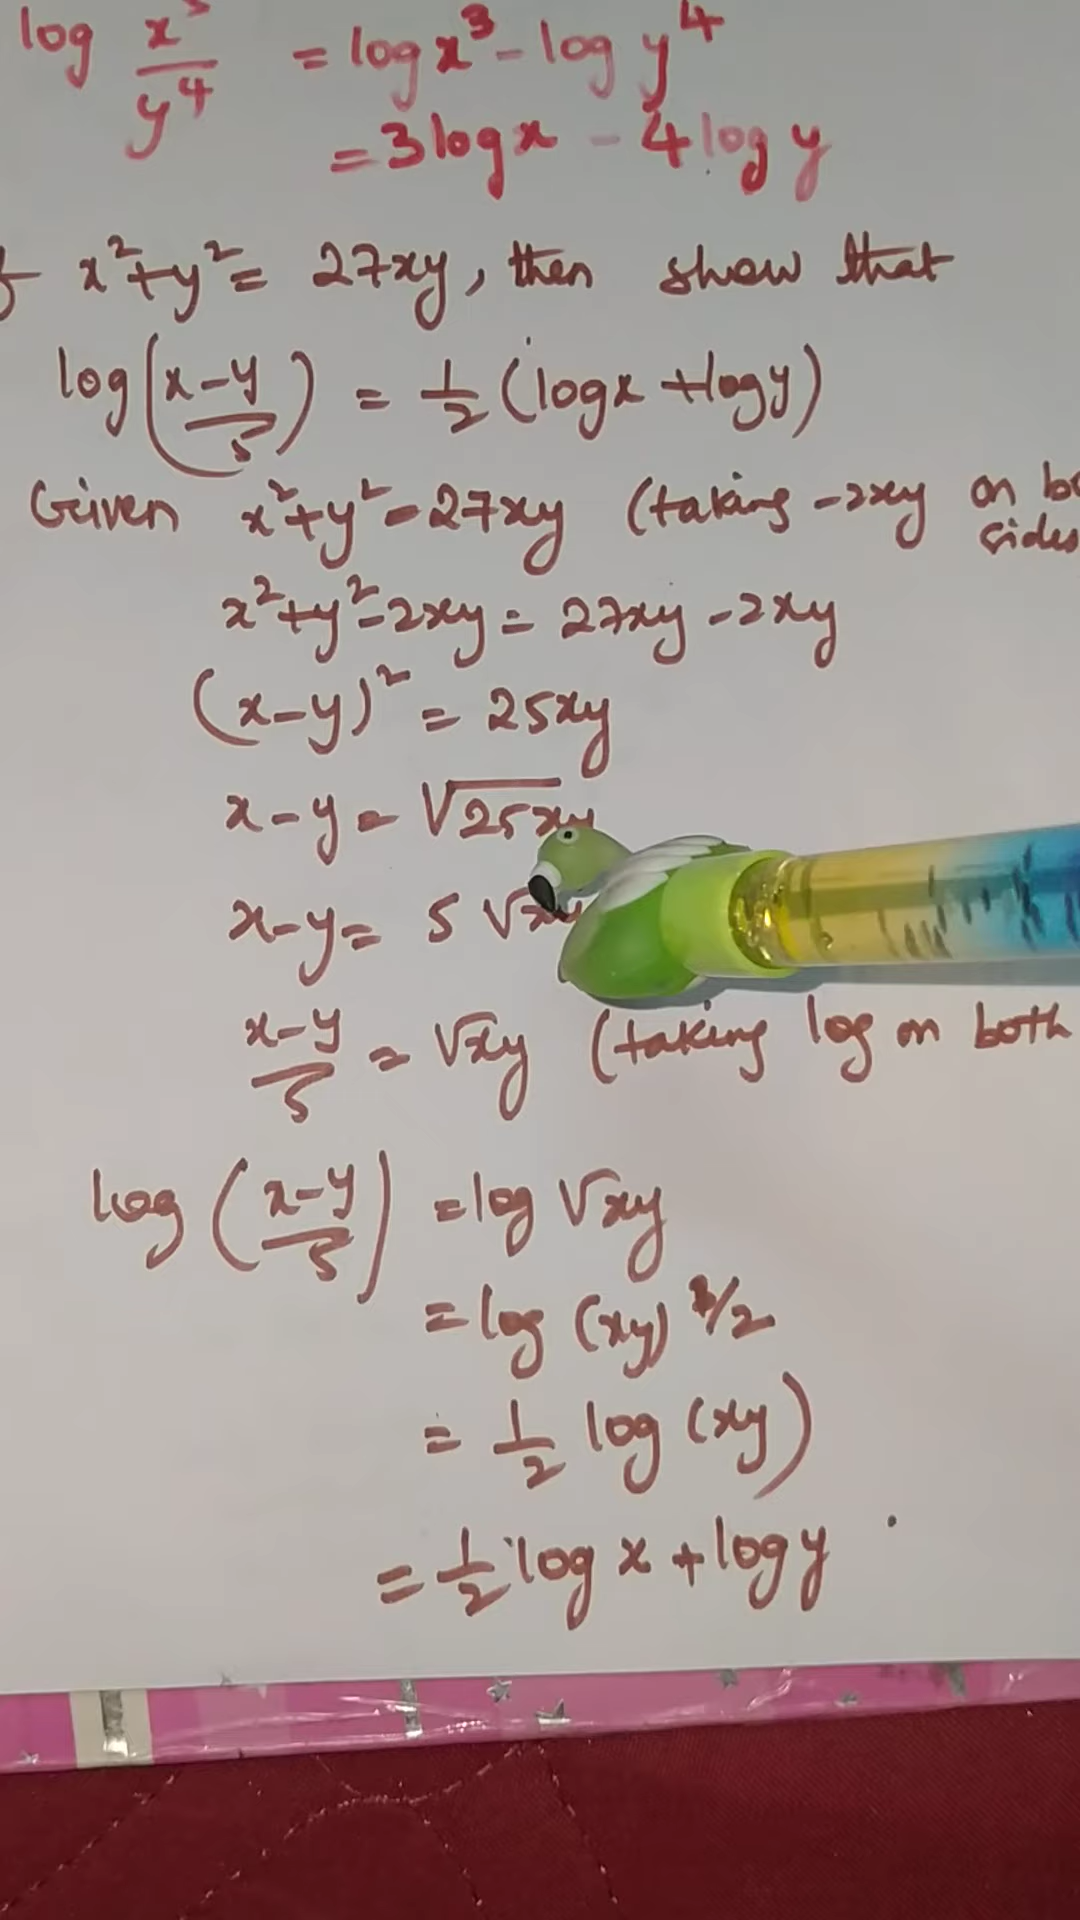 log x³/y⁴ = log x³ - log y⁴
= 3 log x - 4 log y
x² + y² = 27xy, then show that
log (x-y/5) = 1/2 (log x + log y)
Given x² + y² = 27xy (taking -2xy on
sides
x² + y² - 2xy = 27xy - 2xy
(x-y)² = 25xy
x-y = √25xy
x-y = 5 √xy
x-y/5 = √xy (taking log on both
log (x-y/5) = log √xy
= log (xy) 1/2
= 1/2 log (xy)
= 1/2 log x + log y